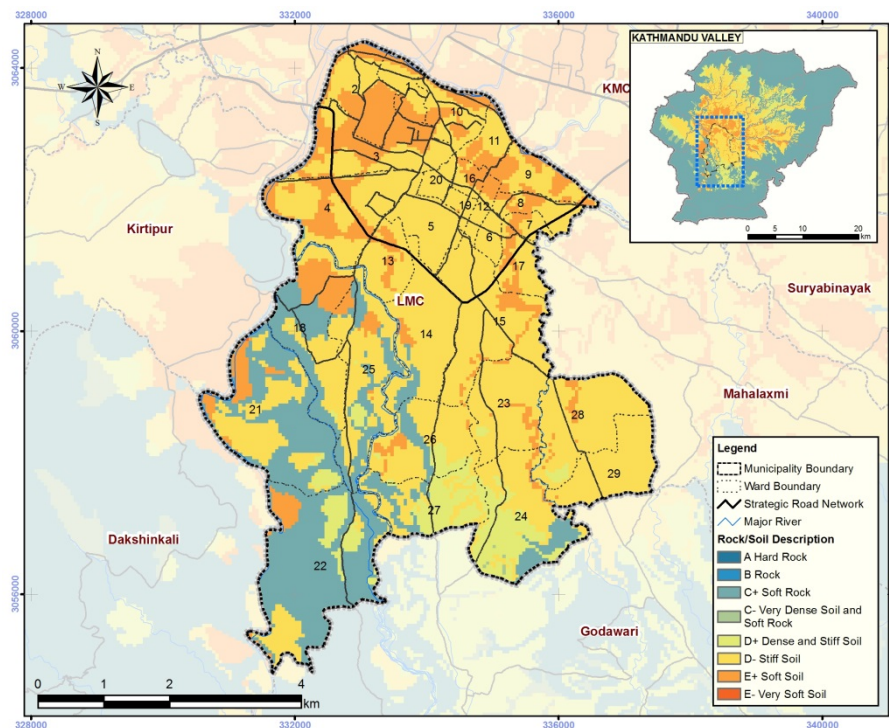 328000
332000
336000
340000
KATHMANDU VALLEY
0 5 10 20
km
3064000
N
W E
S
KMC
2
10
1
11
3
20
16
9
8
4
19
12
7
5
6
Kirtipur
13
17
LMC
Suryabinayak
3060000
18
14
15
25
21
23
28
Mahalaxmi
26
29
27
24
Dakshinkali
22
3056000
Godawari
Legend
Municipality Boundary
Ward Boundary
Strategic Road Network
Major River
Rock/Soil Description
A Hard Rock
B Rock
C+ Soft Rock
C- Very Dense Soil and
Soft Rock
D+ Dense and Stiff Soil
D- Stiff Soil
E+ Soft Soil
E- Very Soft Soil
0 1 2 4
km
328000
332000
336000
340000